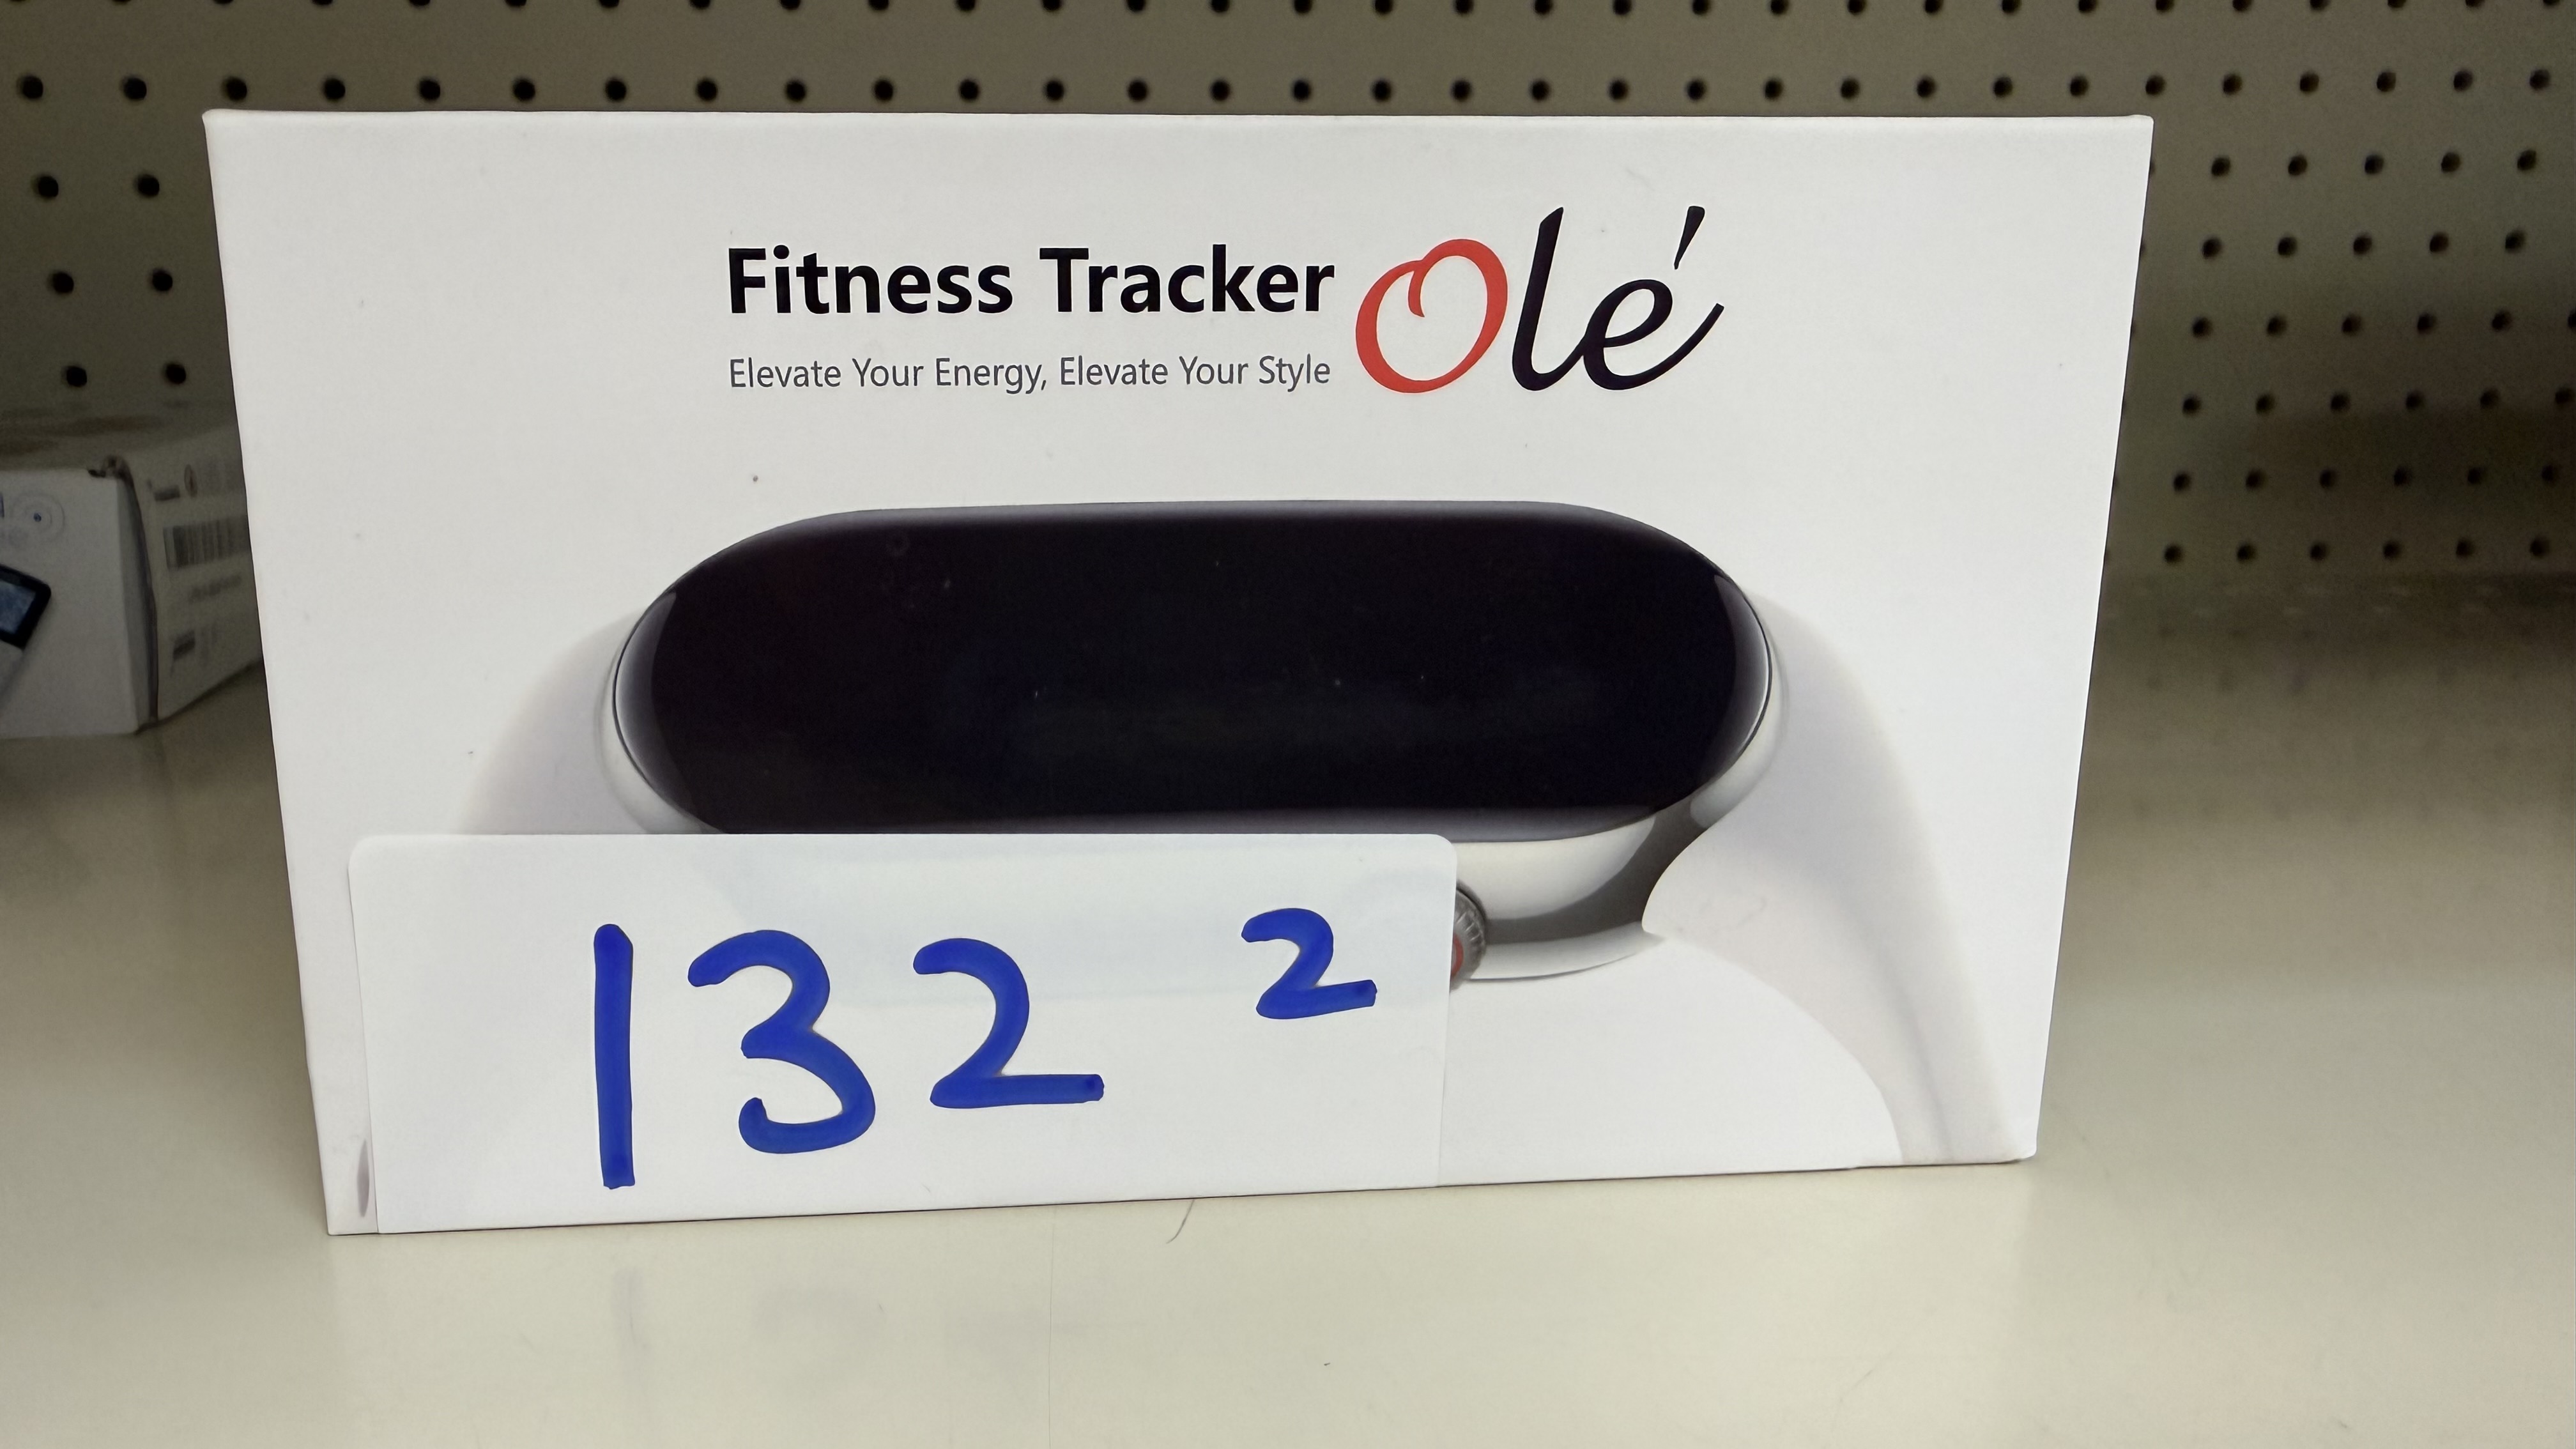 Fitness Tracker Olé
Elevate Your Energy, Elevate Your Style
132 2